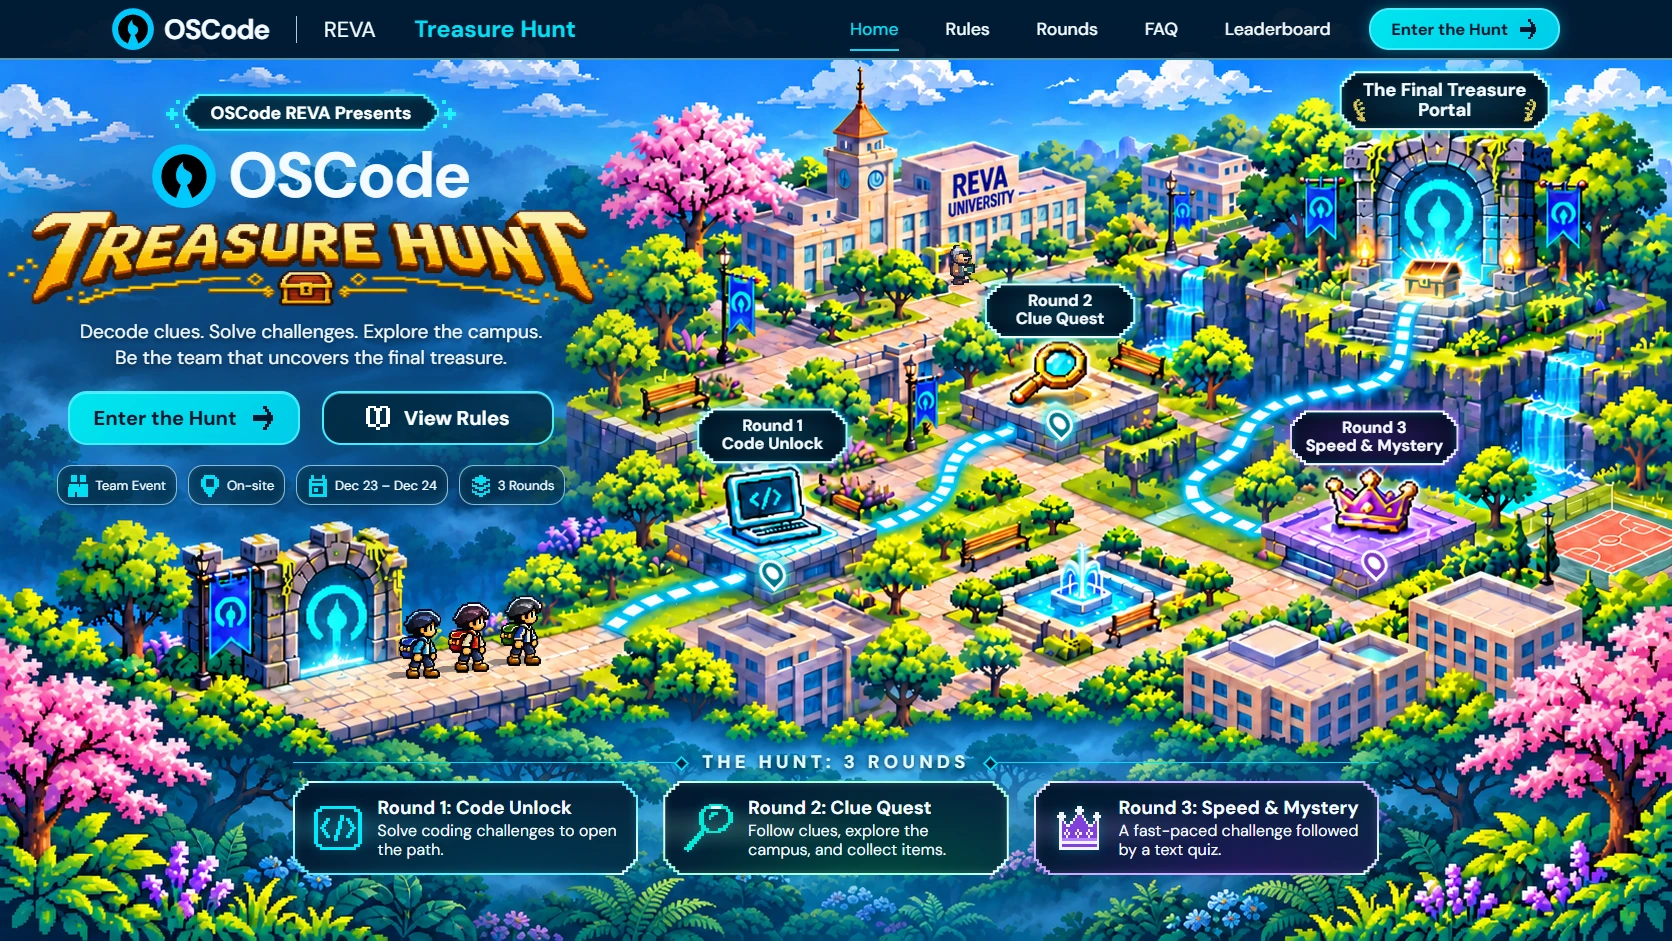 OSCode
REVA
Treasure Hunt
Home
Rules
Rounds
FAQ
Leaderboard
Enter the Hunt
OSCode REVA Presents
OSCode
TREASURE HUNT
Decode clues. Solve challenges. Explore the campus.
Be the team that uncovers the final treasure.
Enter the Hunt
View Rules
Team Event
On-site
Dec 23 – Dec 24
3 Rounds
The Final Treasure
Portal
REVA
UNIVERSITY
Round 2
Clue Quest
Round 1
Code Unlock
</>
Round 3
Speed & Mystery
THE HUNT: 3 ROUNDS
</>
Round 1: Code Unlock
Solve coding challenges to open
the path.
Round 2: Clue Quest
Follow clues, explore the
campus, and collect items.
Round 3: Speed & Mystery
A fast-paced challenge followed
by a text quiz.